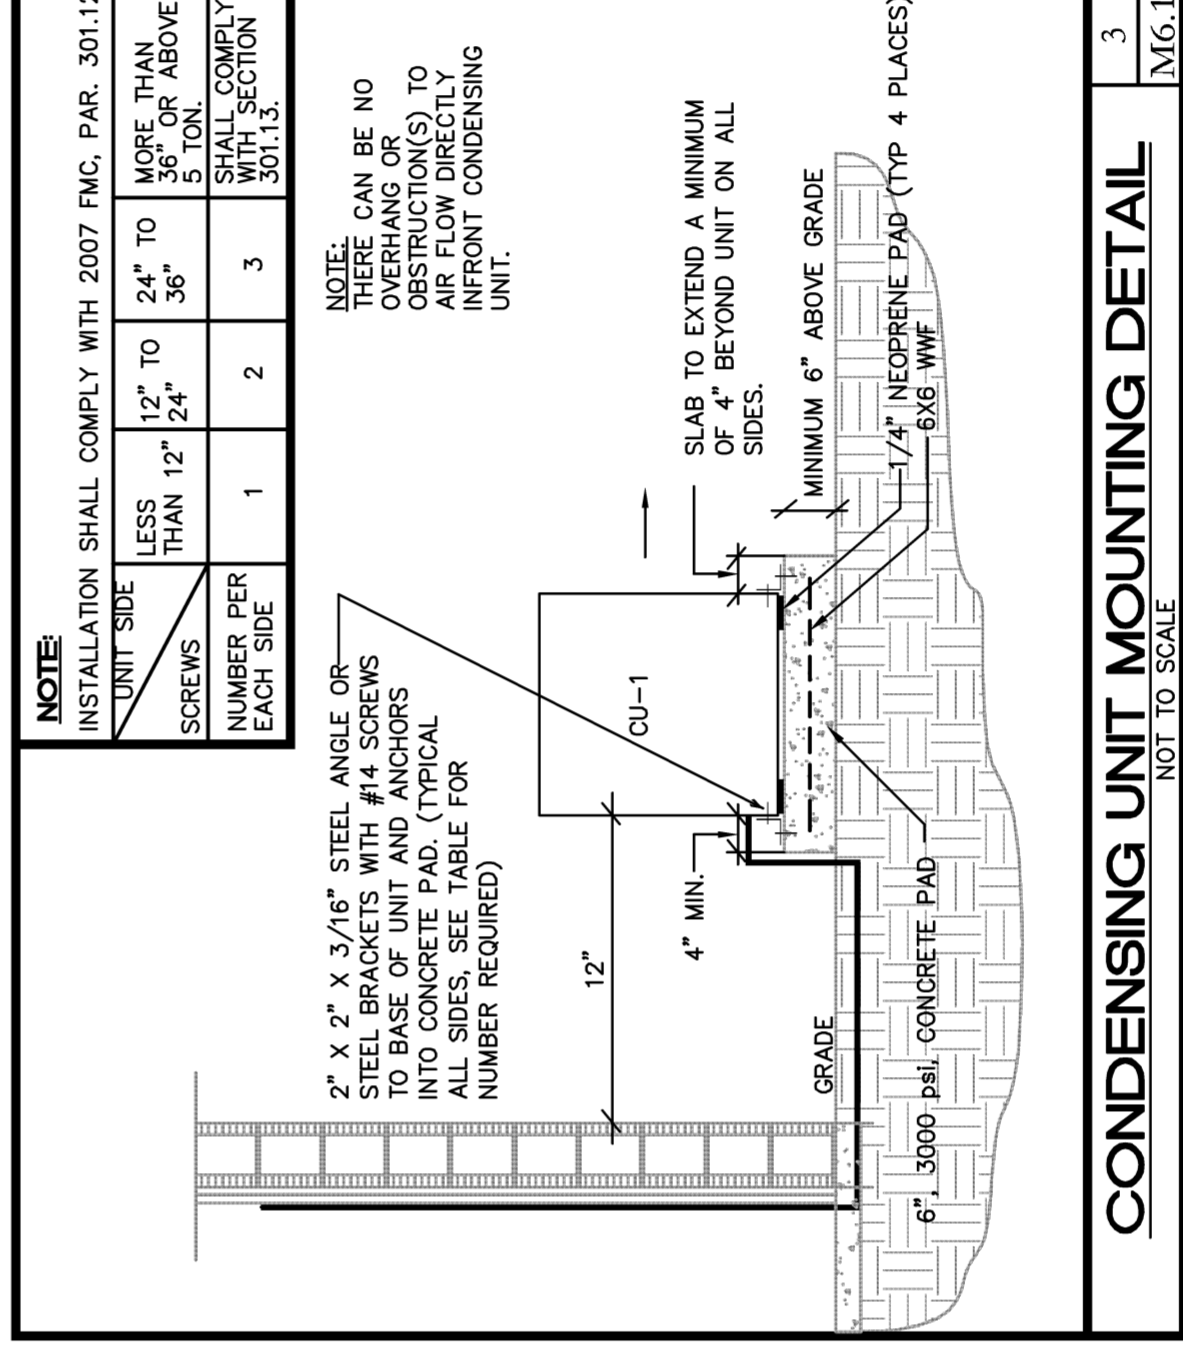 NOTE:
INSTALLATION SHALL COMPLY WITH 2007 FMC, PAR. 301.12
UNIT SIDE
SCREWS
LESS
THAN 12"
12" TO
24"
24" TO
36"
MORE THAN
36" OR ABOVE
5 TON.
NUMBER PER
EACH SIDE
1
2
3
SHALL COMPLY
WITH SECTION
301.13.
NOTE:
THERE CAN BE NO
OVERHANG OR
OBSTRUCTION(S) TO
AIR FLOW DIRECTLY
INFRONT CONDENSING
UNIT.
2" X 2" X 3/16" STEEL ANGLE OR
STEEL BRACKETS WITH #14 SCREWS
TO BASE OF UNIT AND ANCHORS
INTO CONCRETE PAD. (TYPICAL
ALL SIDES, SEE TABLE FOR
NUMBER REQUIRED)
CU-1
12"
4" MIN.
SLAB TO EXTEND A MINIMUM
OF 4" BEYOND UNIT ON ALL
SIDES.
MINIMUM 6" ABOVE GRADE
GRADE
1/4" NEOPRENE PAD (TYP 4 PLACES)
6X6 WWF
6", 3000 psi, CONCRETE PAD
CONDENSING UNIT MOUNTING DETAIL
NOT TO SCALE
3
M6.1